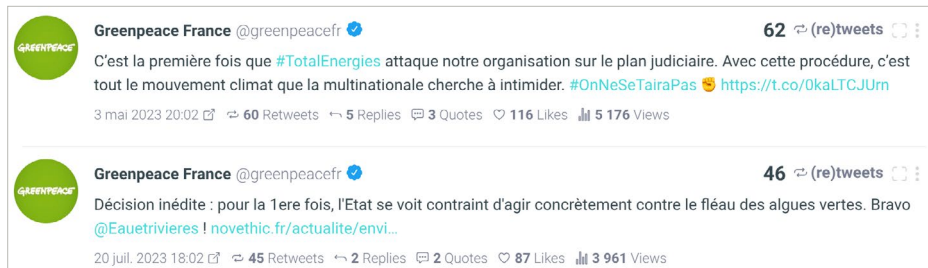 GREENPEACE
Greenpeace France @greenpeacefr
62 (re)tweets
C'est la première fois que #TotalEnergies attaque notre organisation sur le plan judiciaire. Avec cette procédure, c'est
tout le mouvement climat que la multinationale cherche à intimider. #OnNeSeTairaPas ✊ https://t.co/0kaLTCJUrn
3 mai 2023 20:02 60 Retweets 5 Replies 3 Quotes 116 Likes 5 176 Views
GREENPEACE
Greenpeace France @greenpeacefr
46 (re)tweets
Décision inédite : pour la 1ere fois, l'Etat se voit contraint d'agir concrètement contre le fléau des algues vertes. Bravo
@Eauetrivieres ! novethic.fr/actualite/envi…
20 juil. 2023 18:02 45 Retweets 2 Replies 2 Quotes 87 Likes 3 961 Views